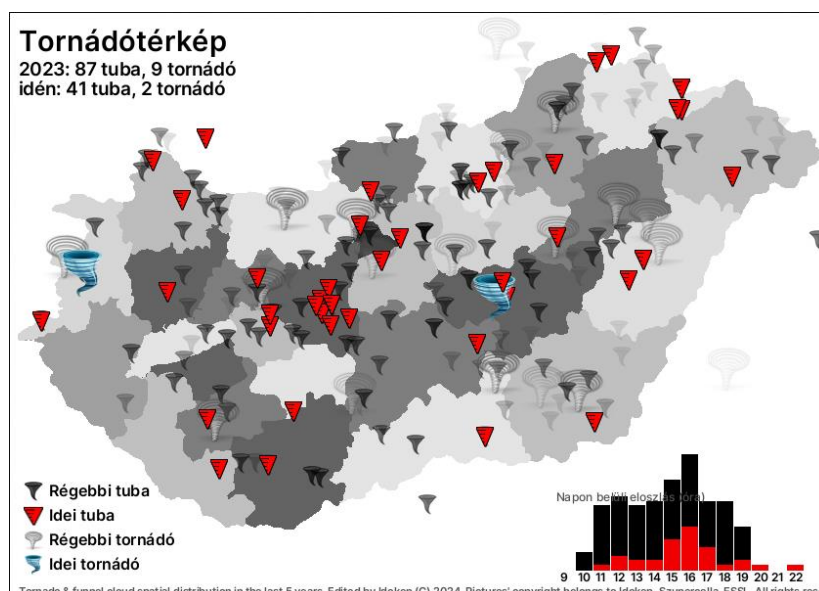 Tornádótérkép
2023: 87 tuba, 9 tornádó
idén: 41 tuba, 2 tornádó
Régebbi tuba
Idei tuba
Régebbi tornádó
Idei tornádó
Napon belüli eloszlás (óra)
9 10 11 12 13 14 15 16 17 18 19 20 21 22
Tornado & funnel cloud spatial distribution in the last 5 years. Edited by Idokep (C) 2024. Pictures' copyright belongs to Idokep, ESSL. All rights